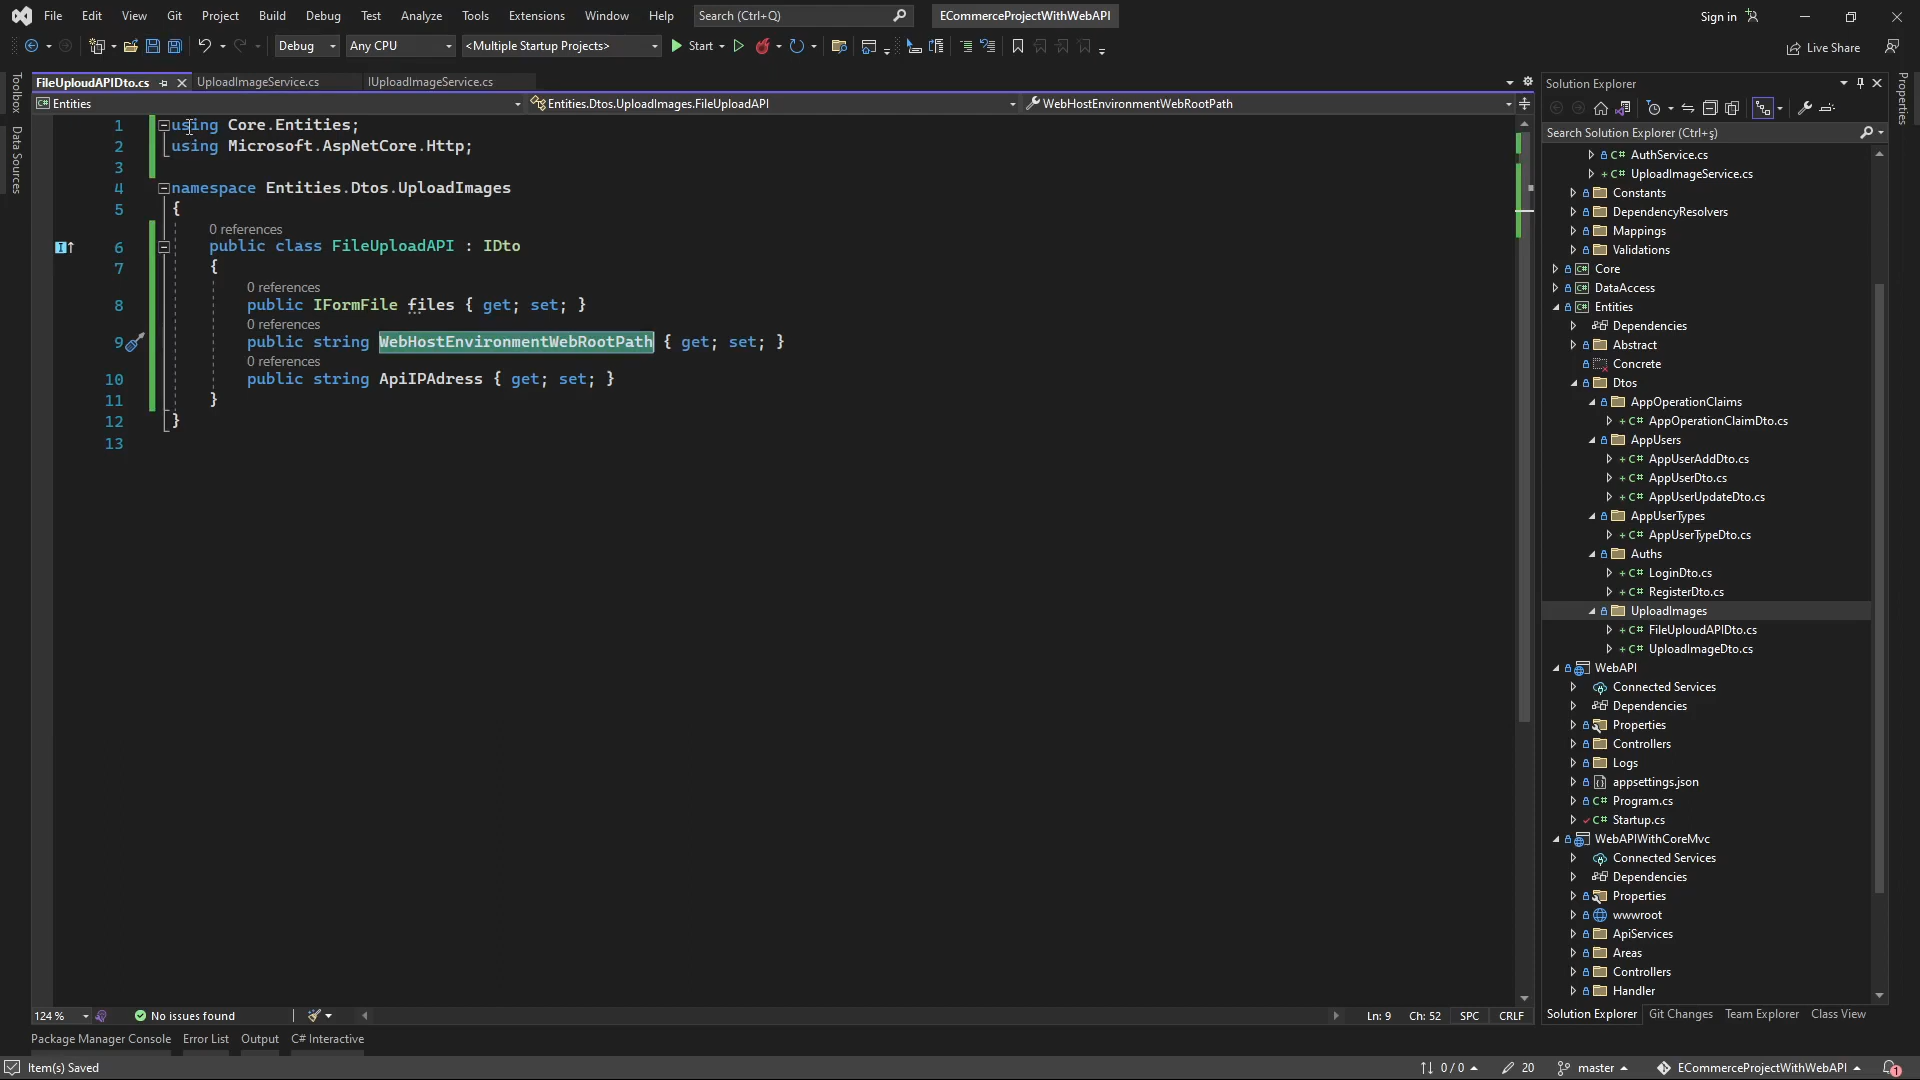 File Edit View Git Project Build Debug Test Analyze Tools Extensions Window Help Search (Ctrl+Q) ECommerceProjectWithWebAPI Sign in
Debug Any CPU <Multiple Startup Projects> Start Live Share
FileUploudAPIDto.cs UploadImageService.cs IUploadImageService.cs
Entities Entities.Dtos.UploadImages.FileUploadAPI WebHostEnvironmentWebRootPath
Toolbox
Data Sources
1 using Core.Entities;
2 using Microsoft.AspNetCore.Http;
3
4 namespace Entities.Dtos.UploadImages
5 {
0 references
6 public class FileUploadAPI : IDto
7 {
0 references
8 public IFormFile files { get; set; }
0 references
9 public string WebHostEnvironmentWebRootPath { get; set; }
0 references
10 public string ApiIPAdress { get; set; }
11 }
12 }
13
124 % No issues found Ln: 9 Ch: 52 SPC CRLF
Package Manager Console Error List Output C# Interactive
Item(s) Saved 0 / 0 20 master ECommerceProjectWithWebAPI 1
Solution Explorer
Search Solution Explorer (Ctrl+ş)
C# AuthService.cs
+ C# UploadImageService.cs
Constants
DependencyResolvers
Mappings
Validations
C# Core
C# DataAccess
C# Entities
Dependencies
Abstract
Concrete
Dtos
AppOperationClaims
+ C# AppOperationClaimDto.cs
AppUsers
+ C# AppUserAddDto.cs
+ C# AppUserDto.cs
+ C# AppUserUpdateDto.cs
AppUserTypes
+ C# AppUserTypeDto.cs
Auths
+ C# LoginDto.cs
+ C# RegisterDto.cs
UploadImages
+ C# FileUploudAPIDto.cs
+ C# UploadImageDto.cs
WebAPI
Connected Services
Dependencies
Properties
Controllers
Logs
appsettings.json
C# Program.cs
C# Startup.cs
WebAPIWithCoreMvc
Connected Services
Dependencies
Properties
wwwroot
ApiServices
Areas
Controllers
Handler
Solution Explorer Git Changes Team Explorer Class View
Properties